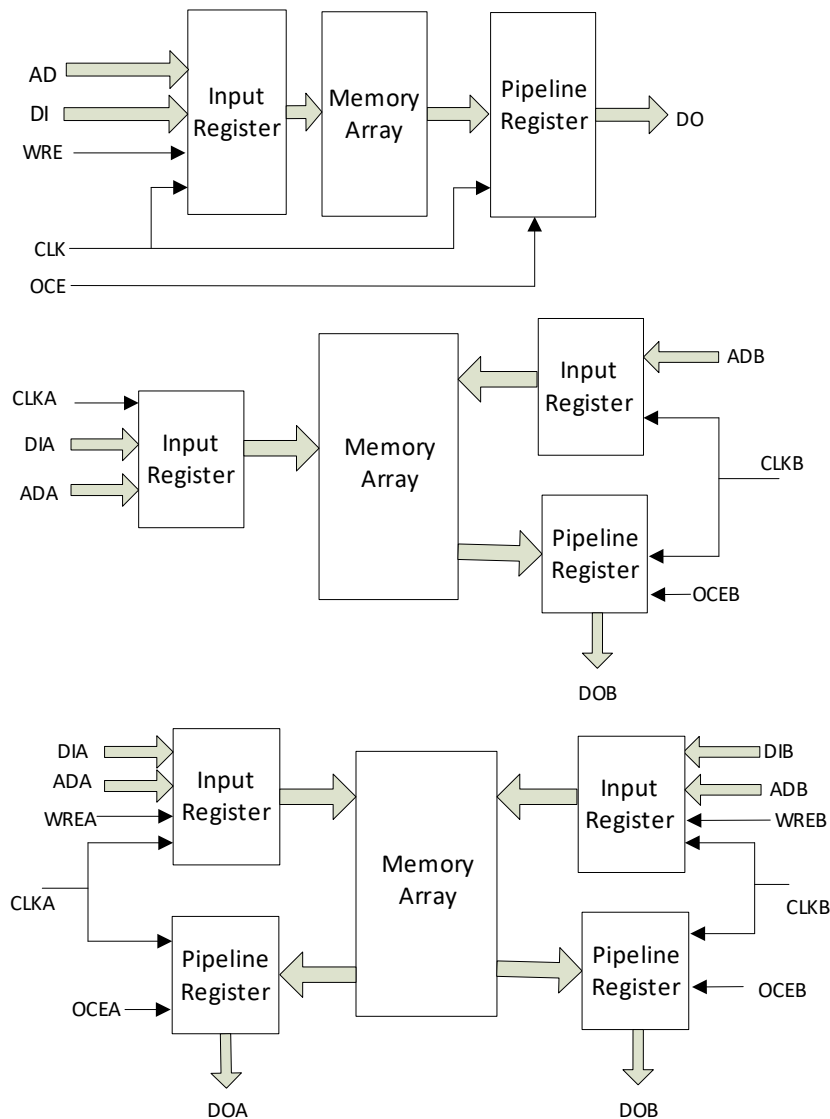 AD
DI
WRE
CLK
OCE
Input
Register
Memory
Array
Pipeline
Register
DO
CLKA
DIA
ADA
Input
Register
Memory
Array
Input
Register
ADB
CLKB
Pipeline
Register
OCEB
DOB
DIA
ADA
WREA
CLKA
OCEA
Input
Register
Pipeline
Register
DOA
Memory
Array
Input
Register
DIB
ADB
WREB
CLKB
Pipeline
Register
OCEB
DOB